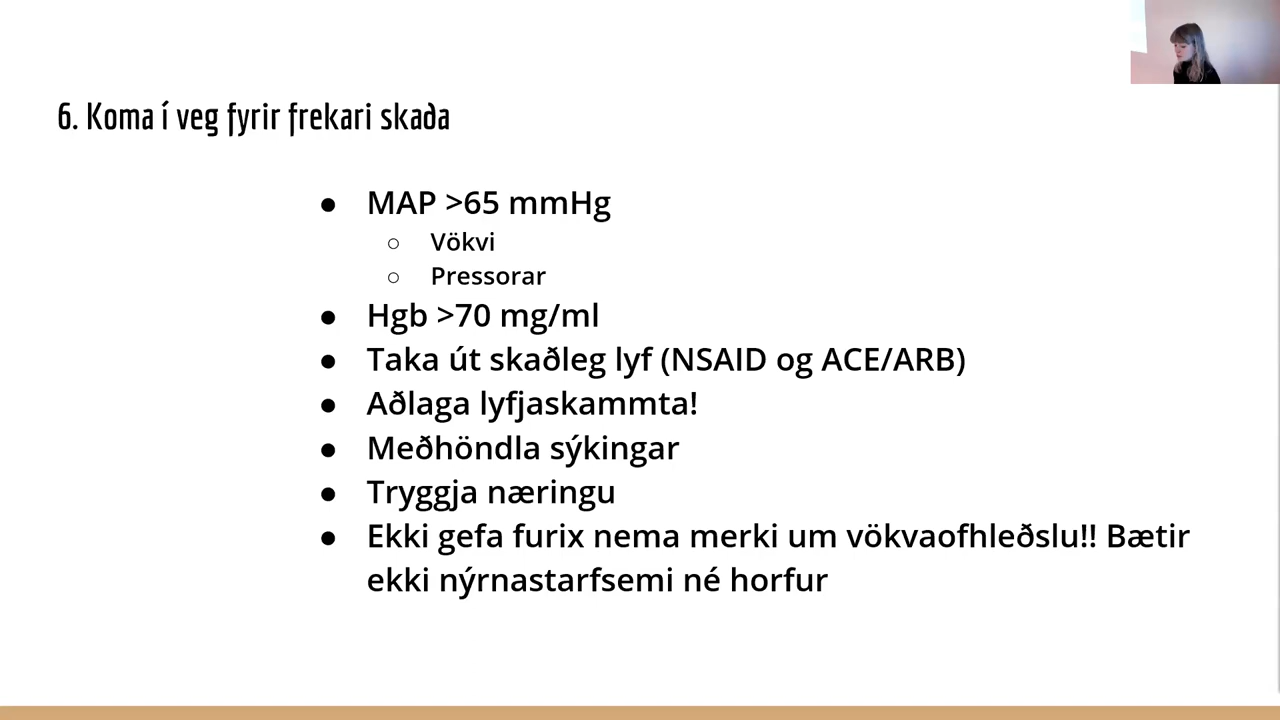 6. Koma í veg fyrir frekari skaða
● MAP >65 mmHg
○ Vökvi
○ Pressorar
● Hgb >70 mg/ml
● Taka út skaðleg lyf (NSAID og ACE/ARB)
● Aðlaga lyfjaskammta!
● Meðhöndla sýkingar
● Tryggja næringu
● Ekki gefa furix nema merki um vökvaofhleðslu!! Bætir
ekki nýrnastarfsemi né horfur